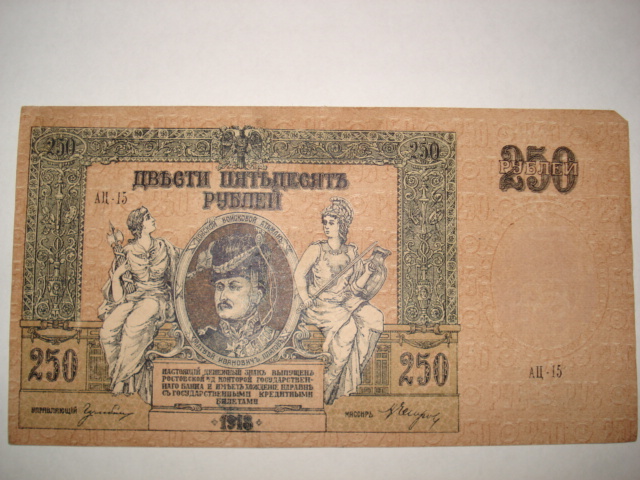 250
250
250
РУБЛЕЙ
ДВѢСТИ ПЯТЬДЕСЯТЪ
РУБЛЕЙ
АЦ-15
250
250
АЦ-15
НАСТОЯЩІЙ ДЕНЕЖНЫЙ ЗНАКЪ ВЫПУЩЕНЪ
РОСТОВСКОЙ н/Д КОНТОРОЙ ГОСУДАРСТВЕН-
НАГО БАНКА И ИМѢЕТЪ ХОЖДЕНІЕ НАРАВНѢ
СЪ ГОСУДАРСТВЕННЫМИ КРЕДИТНЫМИ
БИЛЕТАМИ
УПРАВЛЯЮЩІЙ
КАССИРЪ
1918